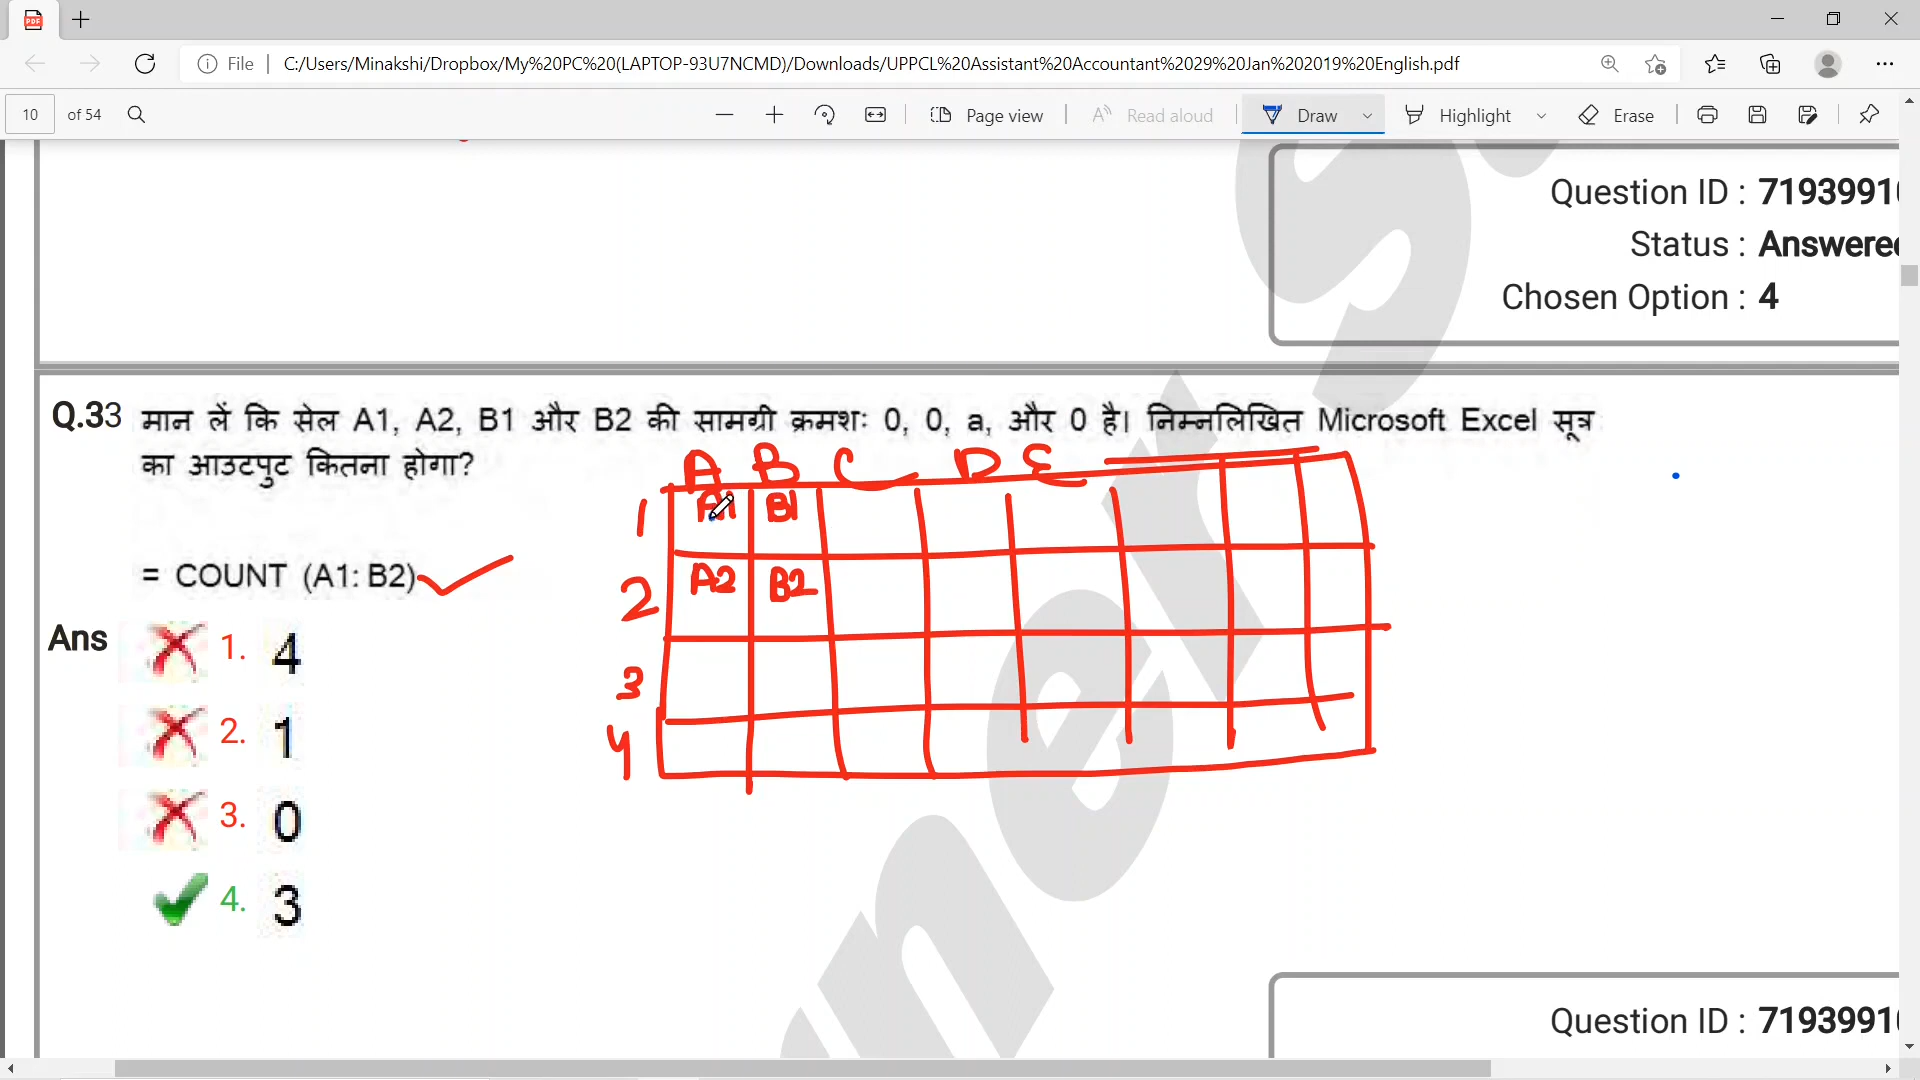 File C:/Users/Minakshi/Dropbox/My%20PC%20(LAPTOP-93U7NCMD)/Downloads/UPPCL%20Assistant%20Accountant%2029%20Jan%202019%20English.pdf
10 of 54 Page view Read aloud Draw Highlight Erase
Question ID : 7193991
Status : Answered
Chosen Option : 4
Q.33 मान लें कि सेल A1, A2, B1 और B2 की सामग्री क्रमशः 0, 0, a, और 0 है। निम्नलिखित Microsoft Excel सूत्र
का आउटपुट कितना होगा?
A B C D E
1 A1 B1
= COUNT (A1: B2)
2 A2 B2
Ans 1. 4
3
2. 1
4
3. 0
4. 3
Question ID : 7193991